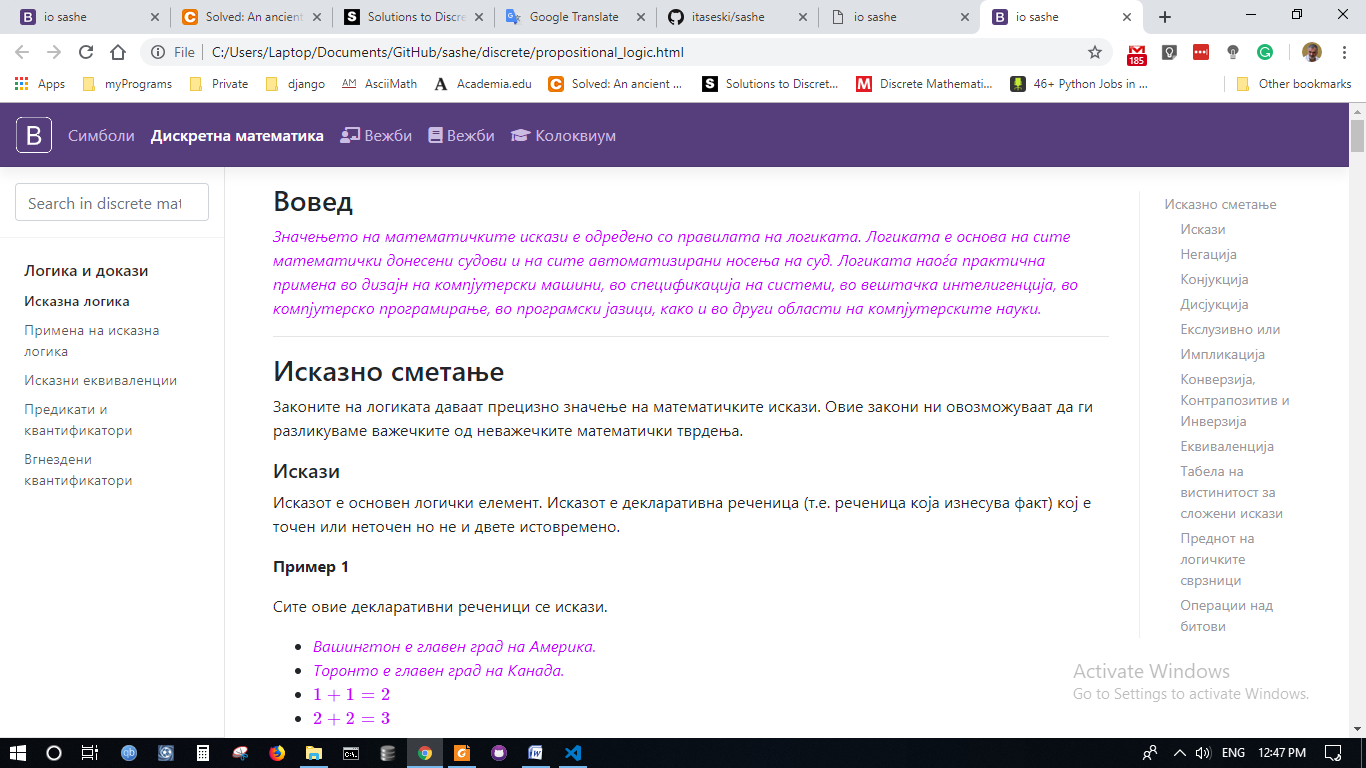 io sashe
Solved: An ancient
Solutions to Discre
Google Translate
itaseski/sashe
io sashe
io sashe
File
C:/Users/Laptop/Documents/GitHub/sashe/discrete/propositional_logic.html
185
Apps
myPrograms
Private
django
AM
AsciiMath
Academia.edu
Solved: An ancient ...
Solutions to Discret...
Discrete Mathemati...
46+ Python Jobs in ...
Other bookmarks
B
Симболи
Дискретна математика
Вежби
Вежби
Колоквиум
Search in discrete mat
Логика и докази
Исказна логика
Примена на исказна
логика
Исказни еквиваленции
Предикати и
квантификатори
Вгнездени
квантификатори
Вовед
Значењето на математичките искази е одредено со правилата на логиката. Логиката е основа на сите
математички донесени судови и на сите автоматизирани носења на суд. Логиката наоѓа практична
примена во дизајн на компјутерски машини, во спецификација на системи, во вештачка интелигенција, во
компјутерско програмирање, во програмски јазици, како и во други области на компјутерските науки.
Исказно сметање
Законите на логиката даваат прецизно значење на математичките искази. Овие закони ни овозможуваат да ги
разликуваме важечките од неважечките математички тврдења.
Искази
Исказот е основен логички елемент. Исказот е декларативна реченица (т.е. реченица која изнесува факт) кој е
точен или неточен но не и двете истовремено.
Пример 1
Сите овие декларативни реченици се искази.
Вашингтон е главен град на Америка.
Торонто е главен град на Канада.
1 + 1 = 2
2 + 2 = 3
Исказно сметање
Искази
Негација
Конјукција
Дисјукција
Екслузивно или
Импликација
Конверзија,
Контрапозитив и
Инверзија
Еквиваленција
Табела на
вистинитост за
сложени искази
Преднот на
логичките
сврзници
Операции над
битови
Activate Windows
Go to Settings to activate Windows.
ENG
12:47 PM